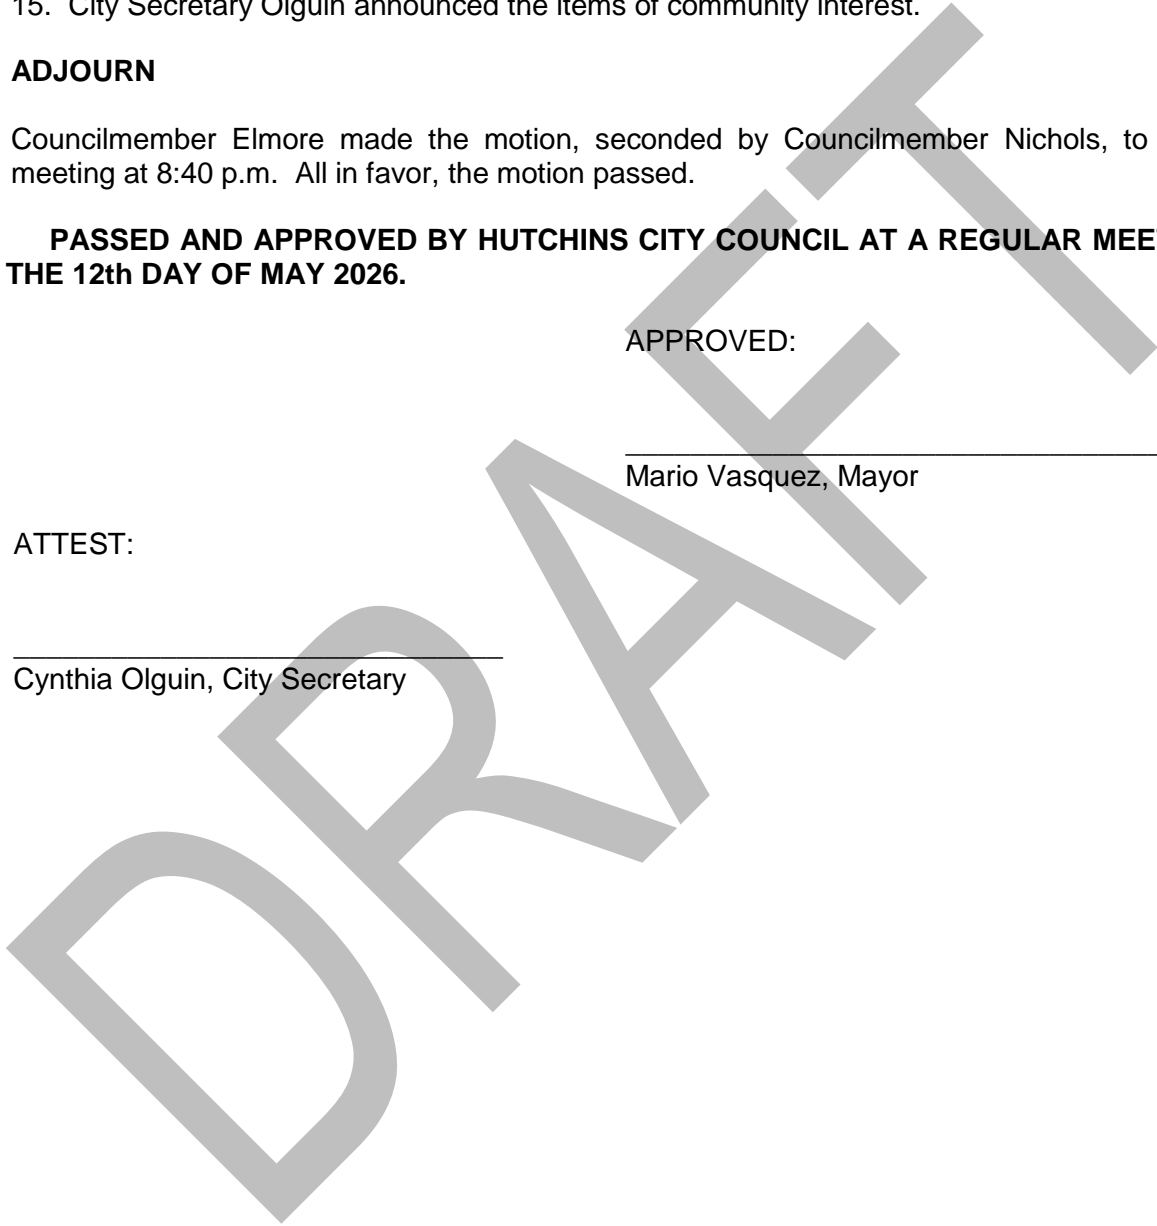 15. City Secretary Olguin announced the items of community interest.
ADJOURN
Councilmember Elmore made the motion, seconded by Councilmember Nichols, to
meeting at 8:40 p.m. All in favor, the motion passed.
PASSED AND APPROVED BY HUTCHINS CITY COUNCIL AT A REGULAR MEE
THE 12th DAY OF MAY 2026.
APPROVED:
Mario Vasquez, Mayor
ATTEST:
Cynthia Olguin, City Secretary
DRAFT